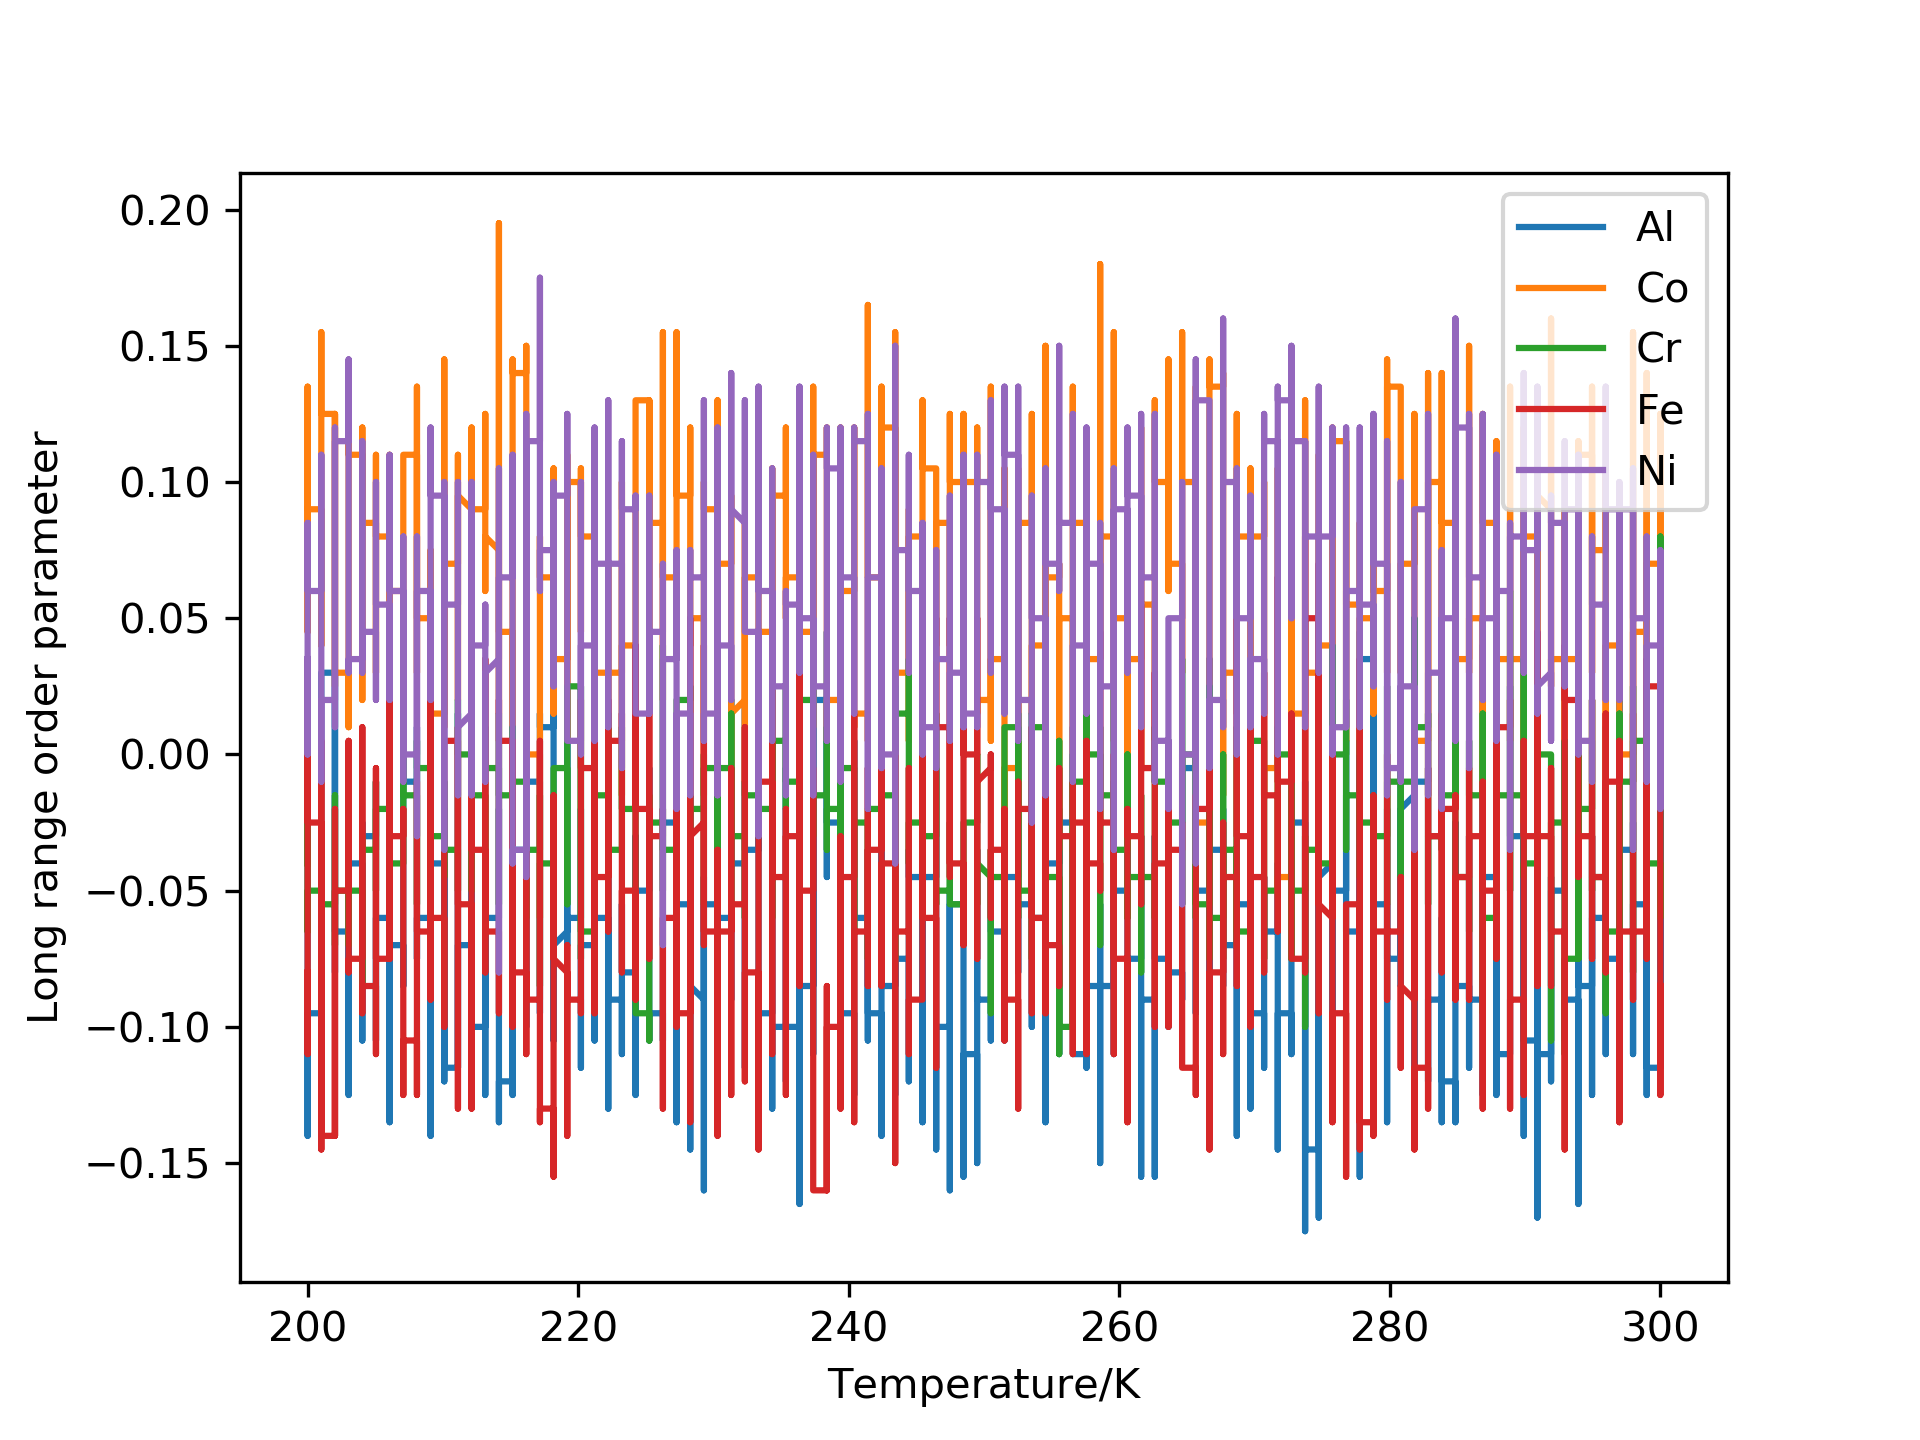 Long range order parameter
0.20
0.15
0.10
0.05
0.00
−0.05
−0.10
−0.15
Al
Co
Cr
Fe
Ni
200 220 240 260 280 300
Temperature/K